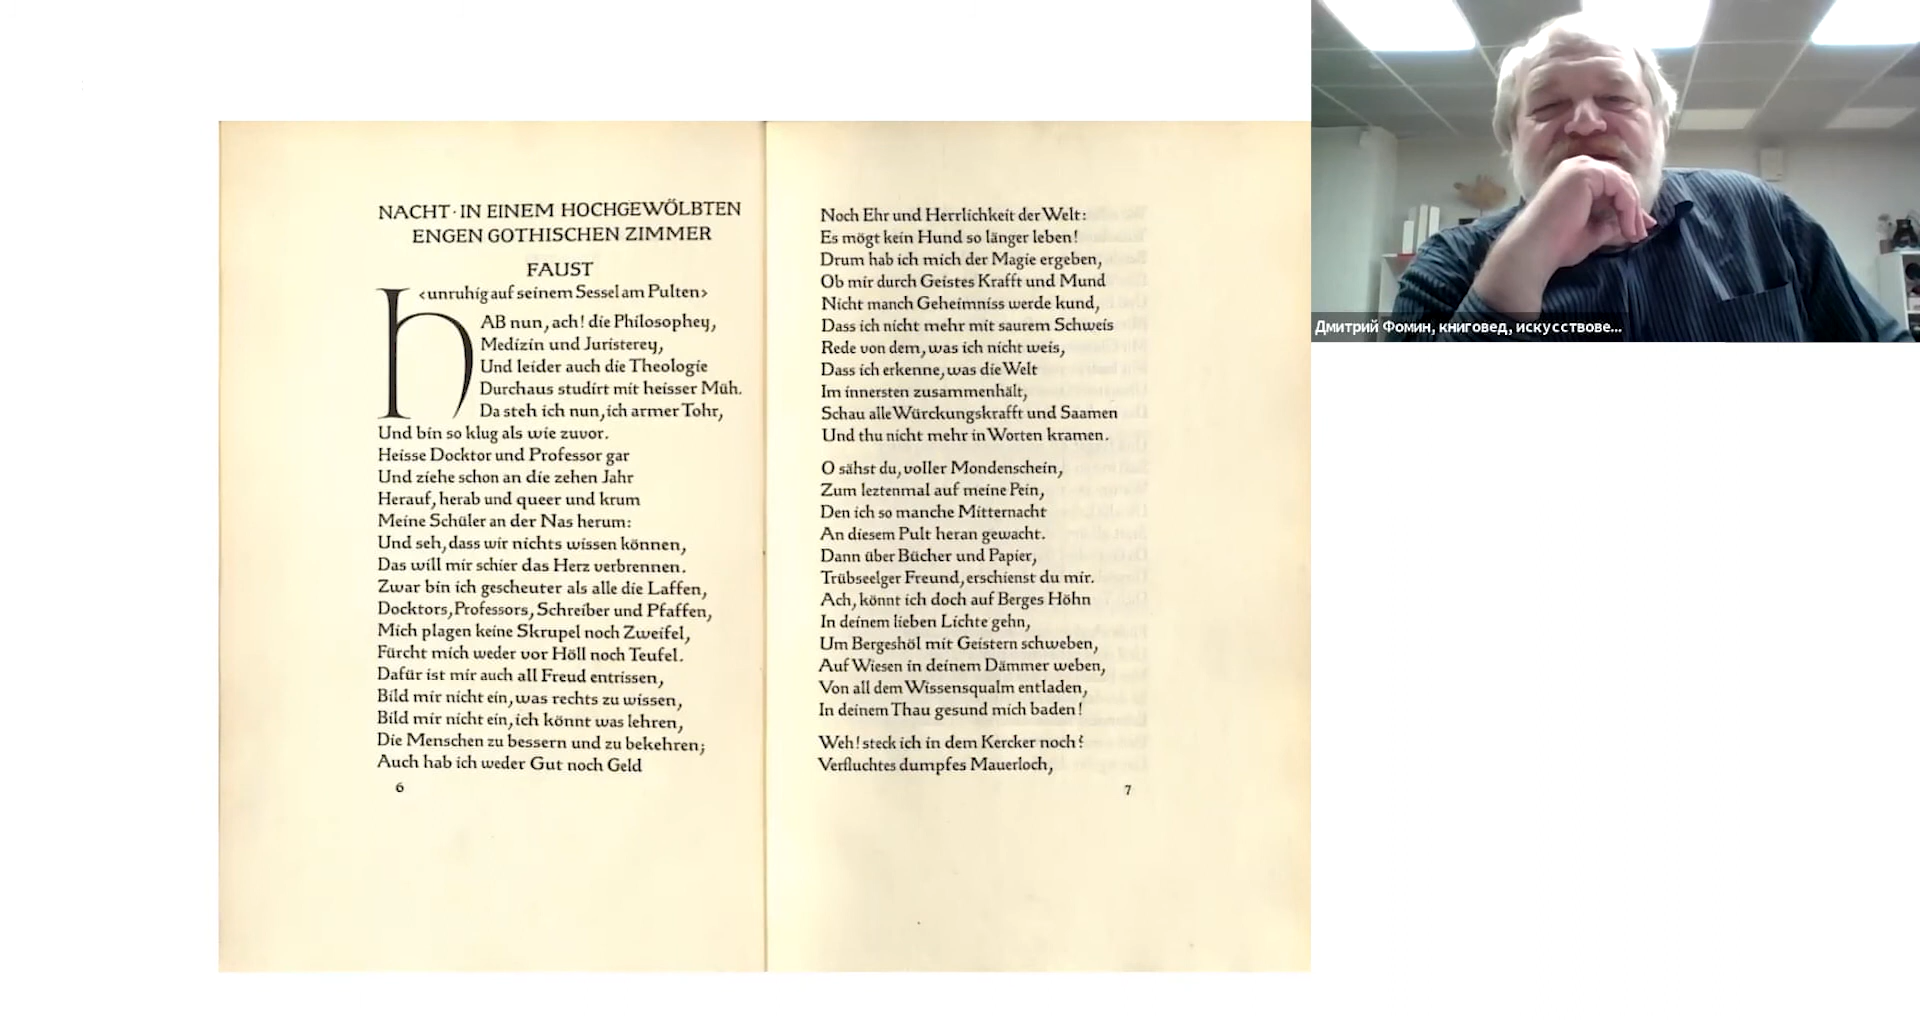 NACHT · IN EINEM HOCHGEWÖLBTEN
ENGEN GOTHISCHEN ZIMMER
FAUST
<unruhig auf seinem Sessel am Pulten>
HAB nun, ach! die Philosophey,
Medizin und Juristerey,
Und leider auch die Theologie
Durchaus studirt mit heisser Müh.
Da steh ich nun, ich armer Tohr,
Und bin so klug als wie zuvor.
Heisse Docktor und Professor gar
Und ziehe schon an die zehen Jahr
Herauf, herab und queer und krum
Meine Schüler an der Nas herum:
Und seh, dass wir nichts wissen können,
Das will mir schier das Herz verbrennen.
Zwar bin ich gescheuter als alle die Laffen,
Docktors, Professors, Schreiber und Pfaffen,
Mich plagen keine Skrupel noch Zweifel,
Fürcht mich weder vor Höll noch Teufel.
Dafür ist mir auch all Freud entrissen,
Bild mir nicht ein, was rechts zu wissen,
Bild mir nicht ein, ich könnt was lehren,
Die Menschen zu bessern und zu bekehren;
Auch hab ich weder Gut noch Geld
6
Noch Ehr und Herrlichkeit der Welt:
Es mögt kein Hund so länger leben!
Drum hab ich mich der Magie ergeben,
Ob mir durch Geistes Krafft und Mund
Nicht manch Geheimniss werde kund,
Dass ich nicht mehr mit saurem Schweis
Rede von dem, was ich nicht weis,
Dass ich erkenne, was die Welt
Im innersten zusammenhält,
Schau alle Würckungskrafft und Saamen
Und thu nicht mehr in Worten kramen.
O sähst du, voller Mondenschein,
Zum leztenmal auf meine Pein,
Den ich so manche Mitternacht
An diesem Pult heran gewacht.
Dann über Bücher und Papier,
Trübseelger Freund, erschienst du mir.
Ach, könnt ich doch auf Berges Höhn
In deinem lieben Lichte gehn,
Um Bergeshöl mit Geistern schweben,
Auf Wiesen in deinem Dämmer weben,
Von all dem Wissensqualm entladen,
In deinem Thau gesund mich baden!
Weh! steck ich in dem Kercker noch?
Verfluchtes dumpfes Mauerloch,
7
Дмитрий Фомин, книговед, искусствове...